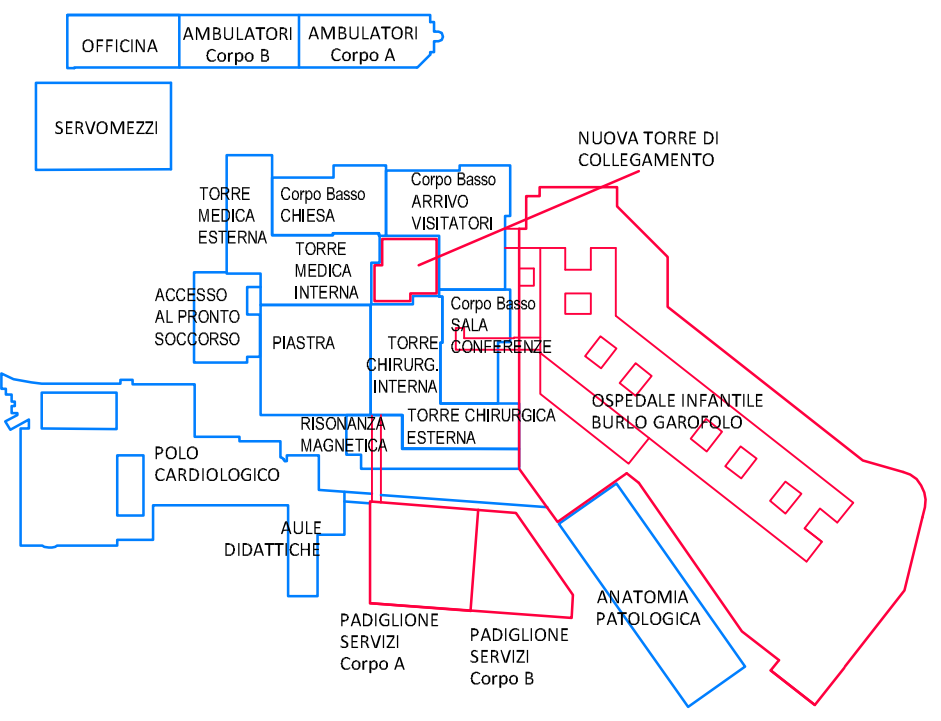 OFFICINA
AMBULATORI
Corpo B
AMBULATORI
Corpo A
SERVOMEZZI
NUOVA TORRE DI
COLLEGAMENTO
TORRE
MEDICA
ESTERNA
Corpo Basso
CHIESA
Corpo Basso
ARRIVO
VISITATORI
TORRE
MEDICA
INTERNA
ACCESSO
AL PRONTO
SOCCORSO
PIASTRA
Corpo Basso
SALA
CONFERENZE
TORRE
CHIRURG.
INTERNA
OSPEDALE INFANTILE
BURLO GAROFOLO
RISONANZA
MAGNETICA
TORRE CHIRURGICA
ESTERNA
POLO
CARDIOLOGICO
AULE
DIDATTICHE
ANATOMIA
PATOLOGICA
PADIGLIONE
SERVIZI
Corpo A
PADIGLIONE
SERVIZI
Corpo B